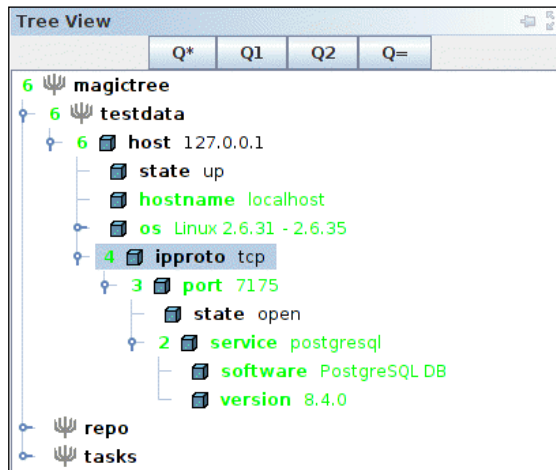 Tree View
Q* Q1 Q2 Q=
6 magictree
6 testdata
6 host 127.0.0.1
state up
hostname localhost
os Linux 2.6.31 - 2.6.35
4 ipproto tcp
3 port 7175
state open
2 service postgresql
software PostgreSQL DB
version 8.4.0
repo
tasks